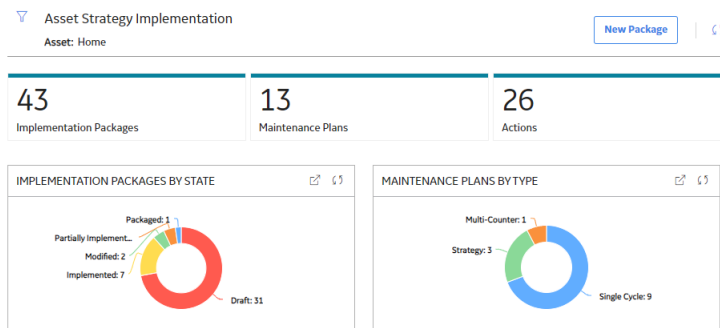 Asset Strategy Implementation
Asset: Home
New Package
43
Implementation Packages
13
Maintenance Plans
26
Actions
IMPLEMENTATION PACKAGES BY STATE
Packaged: 1
Partially Implement...
Modified: 2
Implemented: 7
Draft: 31
MAINTENANCE PLANS BY TYPE
Multi-Counter: 1
Strategy: 3
Single Cycle: 9